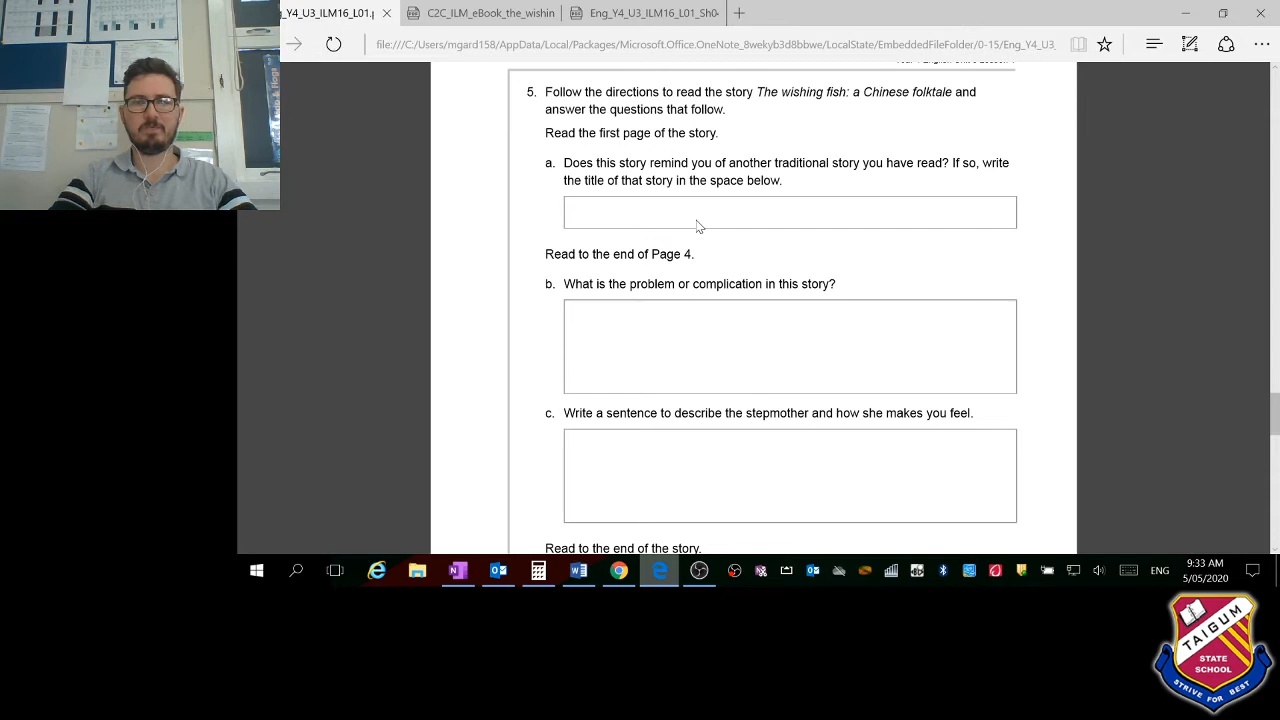 g_Y4_U3_ILM16_L01.p
C2C_ILM_eBook_the_wishin
Eng_Y4_U3_ILM16_L01_Sh0
file:///C:/Users/mgard158/AppData/Local/Packages/Microsoft.Office.OneNote_8wekyb3d8bbwe/LocalState/EmbeddedFileFolder/0-15/Eng_Y4_U3_
5. Follow the directions to read the story The wishing fish: a Chinese folktale and
answer the questions that follow.
Read the first page of the story.
a. Does this story remind you of another traditional story you have read? If so, write
the title of that story in the space below.
Read to the end of Page 4.
b. What is the problem or complication in this story?
c. Write a sentence to describe the stepmother and how she makes you feel.
Read to the end of the story.
ENG
9:33 AM
5/05/2020
TAIGUM
STATE
SCHOOL
STRIVE FOR BEST